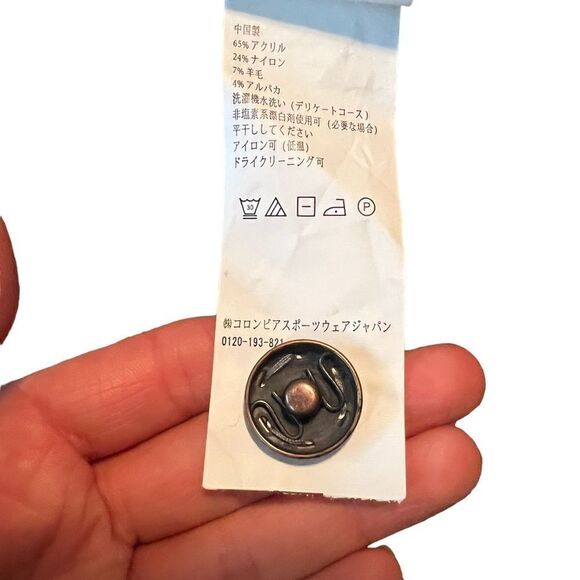 中国製
65% アクリル
24% ナイロン
7% 羊毛
4% アルパカ
洗濯機水洗い (デリケートコース)
非塩素系漂白剤使用可 (必要な場合)
平干ししてください
アイロン可 (低温)
ドライクリーニング可
30 P
㈱コロンビアスポーツウェアジャパン
0120-193-821